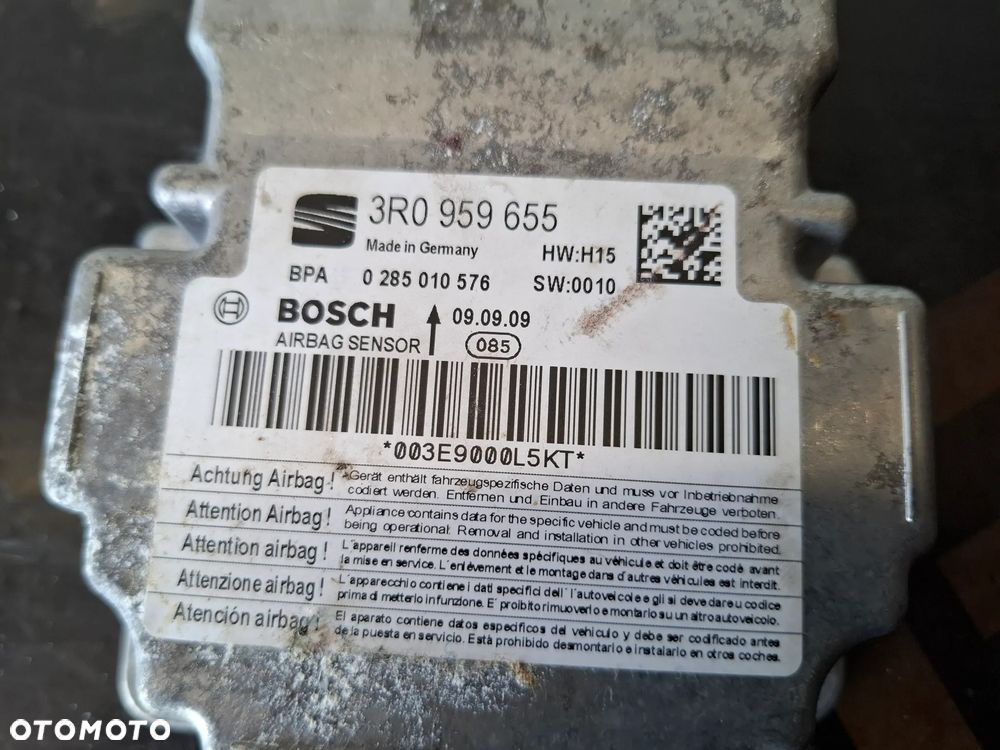 3R0 959 655
Made in Germany HW:H15
BPA 0 285 010 576 SW:0010
BOSCH 09.09.09
AIRBAG SENSOR 085
*003E9000L5KT*
Achtung Airbag! Gerät enthält fahrzeugspezifische Daten und muss vor Inbetriebnahme
codiert werden. Entfernen und Einbau in andere Fahrzeuge verboten.
Attention Airbag! Appliance contains data for the specific vehicle and must be coded before
being operational. Removal and installation in other vehicles prohibited.
Attention airbag! L'appareil renferme des données spécifiques au véhicule et doit être codé avant
la mise en service. L'enlèvement et le montage dans d'autres véhicules est interdit.
Attenzione airbag! L'apparecchio contiene i dati specifici dell'l'autoveicolo e gli si deve dare u codice
prima di metterlo in funzione. E' proibito rimuoverlo e montarlo su un altro autoveicolo.
Atención airbag! El aparato contiene datos especificos del vehiculo y debe ser codificado antes
de la puesta en servicio. Está prohibido desmontarlo e instalarlo en otros coches.
OTOMOTO